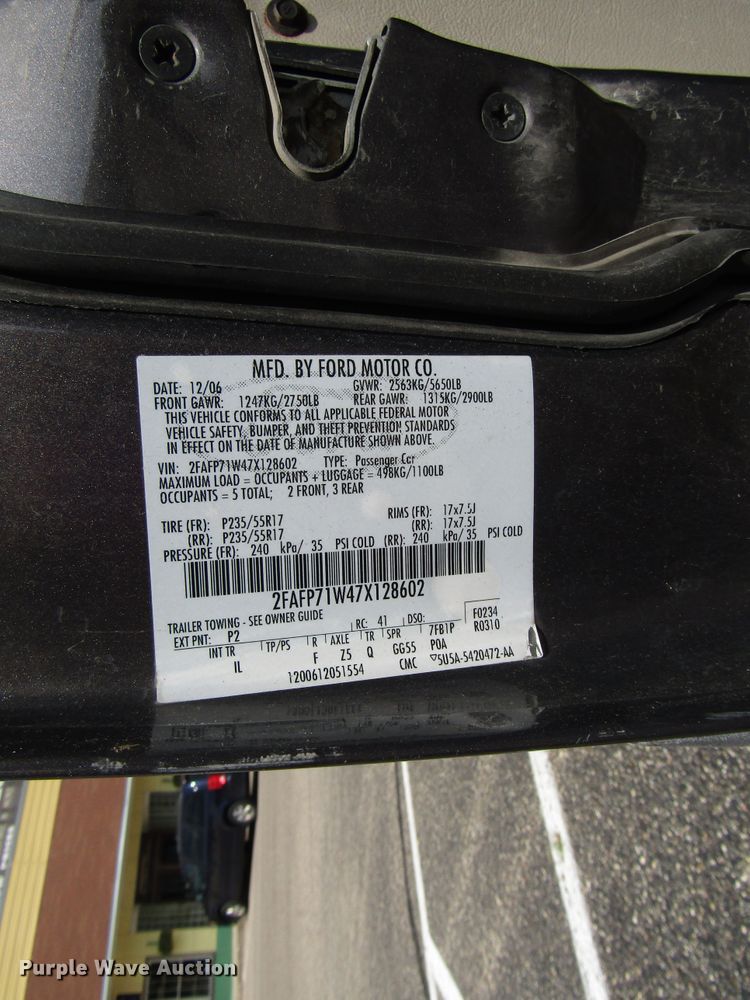 MFD. BY FORD MOTOR CO.
DATE: 12/06 GVWR: 2563KG/5650LB
FRONT GAWR: 1247KG/2750LB REAR GAWR: 1315KG/2900LB
THIS VEHICLE CONFORMS TO ALL APPLICABLE FEDERAL MOTOR
VEHICLE SAFETY, BUMPER, AND THEFT PREVENTION STANDARDS
IN EFFECT ON THE DATE OF MANUFACTURE SHOWN ABOVE.
VIN: 2FAFP71W47X128602 TYPE: Passenger Car
MAXIMUM LOAD = OCCUPANTS + LUGGAGE = 498KG/1100LB
OCCUPANTS = 5 TOTAL; 2 FRONT, 3 REAR
TIRE (FR): P235/55R17 RIMS (FR): 17x7.5J
(RR): P235/55R17 (RR): 17x7.5J
PRESSURE (FR): 240 kPa/ 35 PSI COLD (RR): 240 kPa/ 35 PSI COLD
2FAFP71W47X128602
TRAILER TOWING - SEE OWNER GUIDE
EXT PNT: P2 RC: 41 DSO: 7FB1P F0234
R0310
INT TR TP/PS R AXLE TR SPR P0A
IL F Z5 Q GG55
1200612051554 CMC ▽5U5A-5420472-AA
Purple Wave Auction